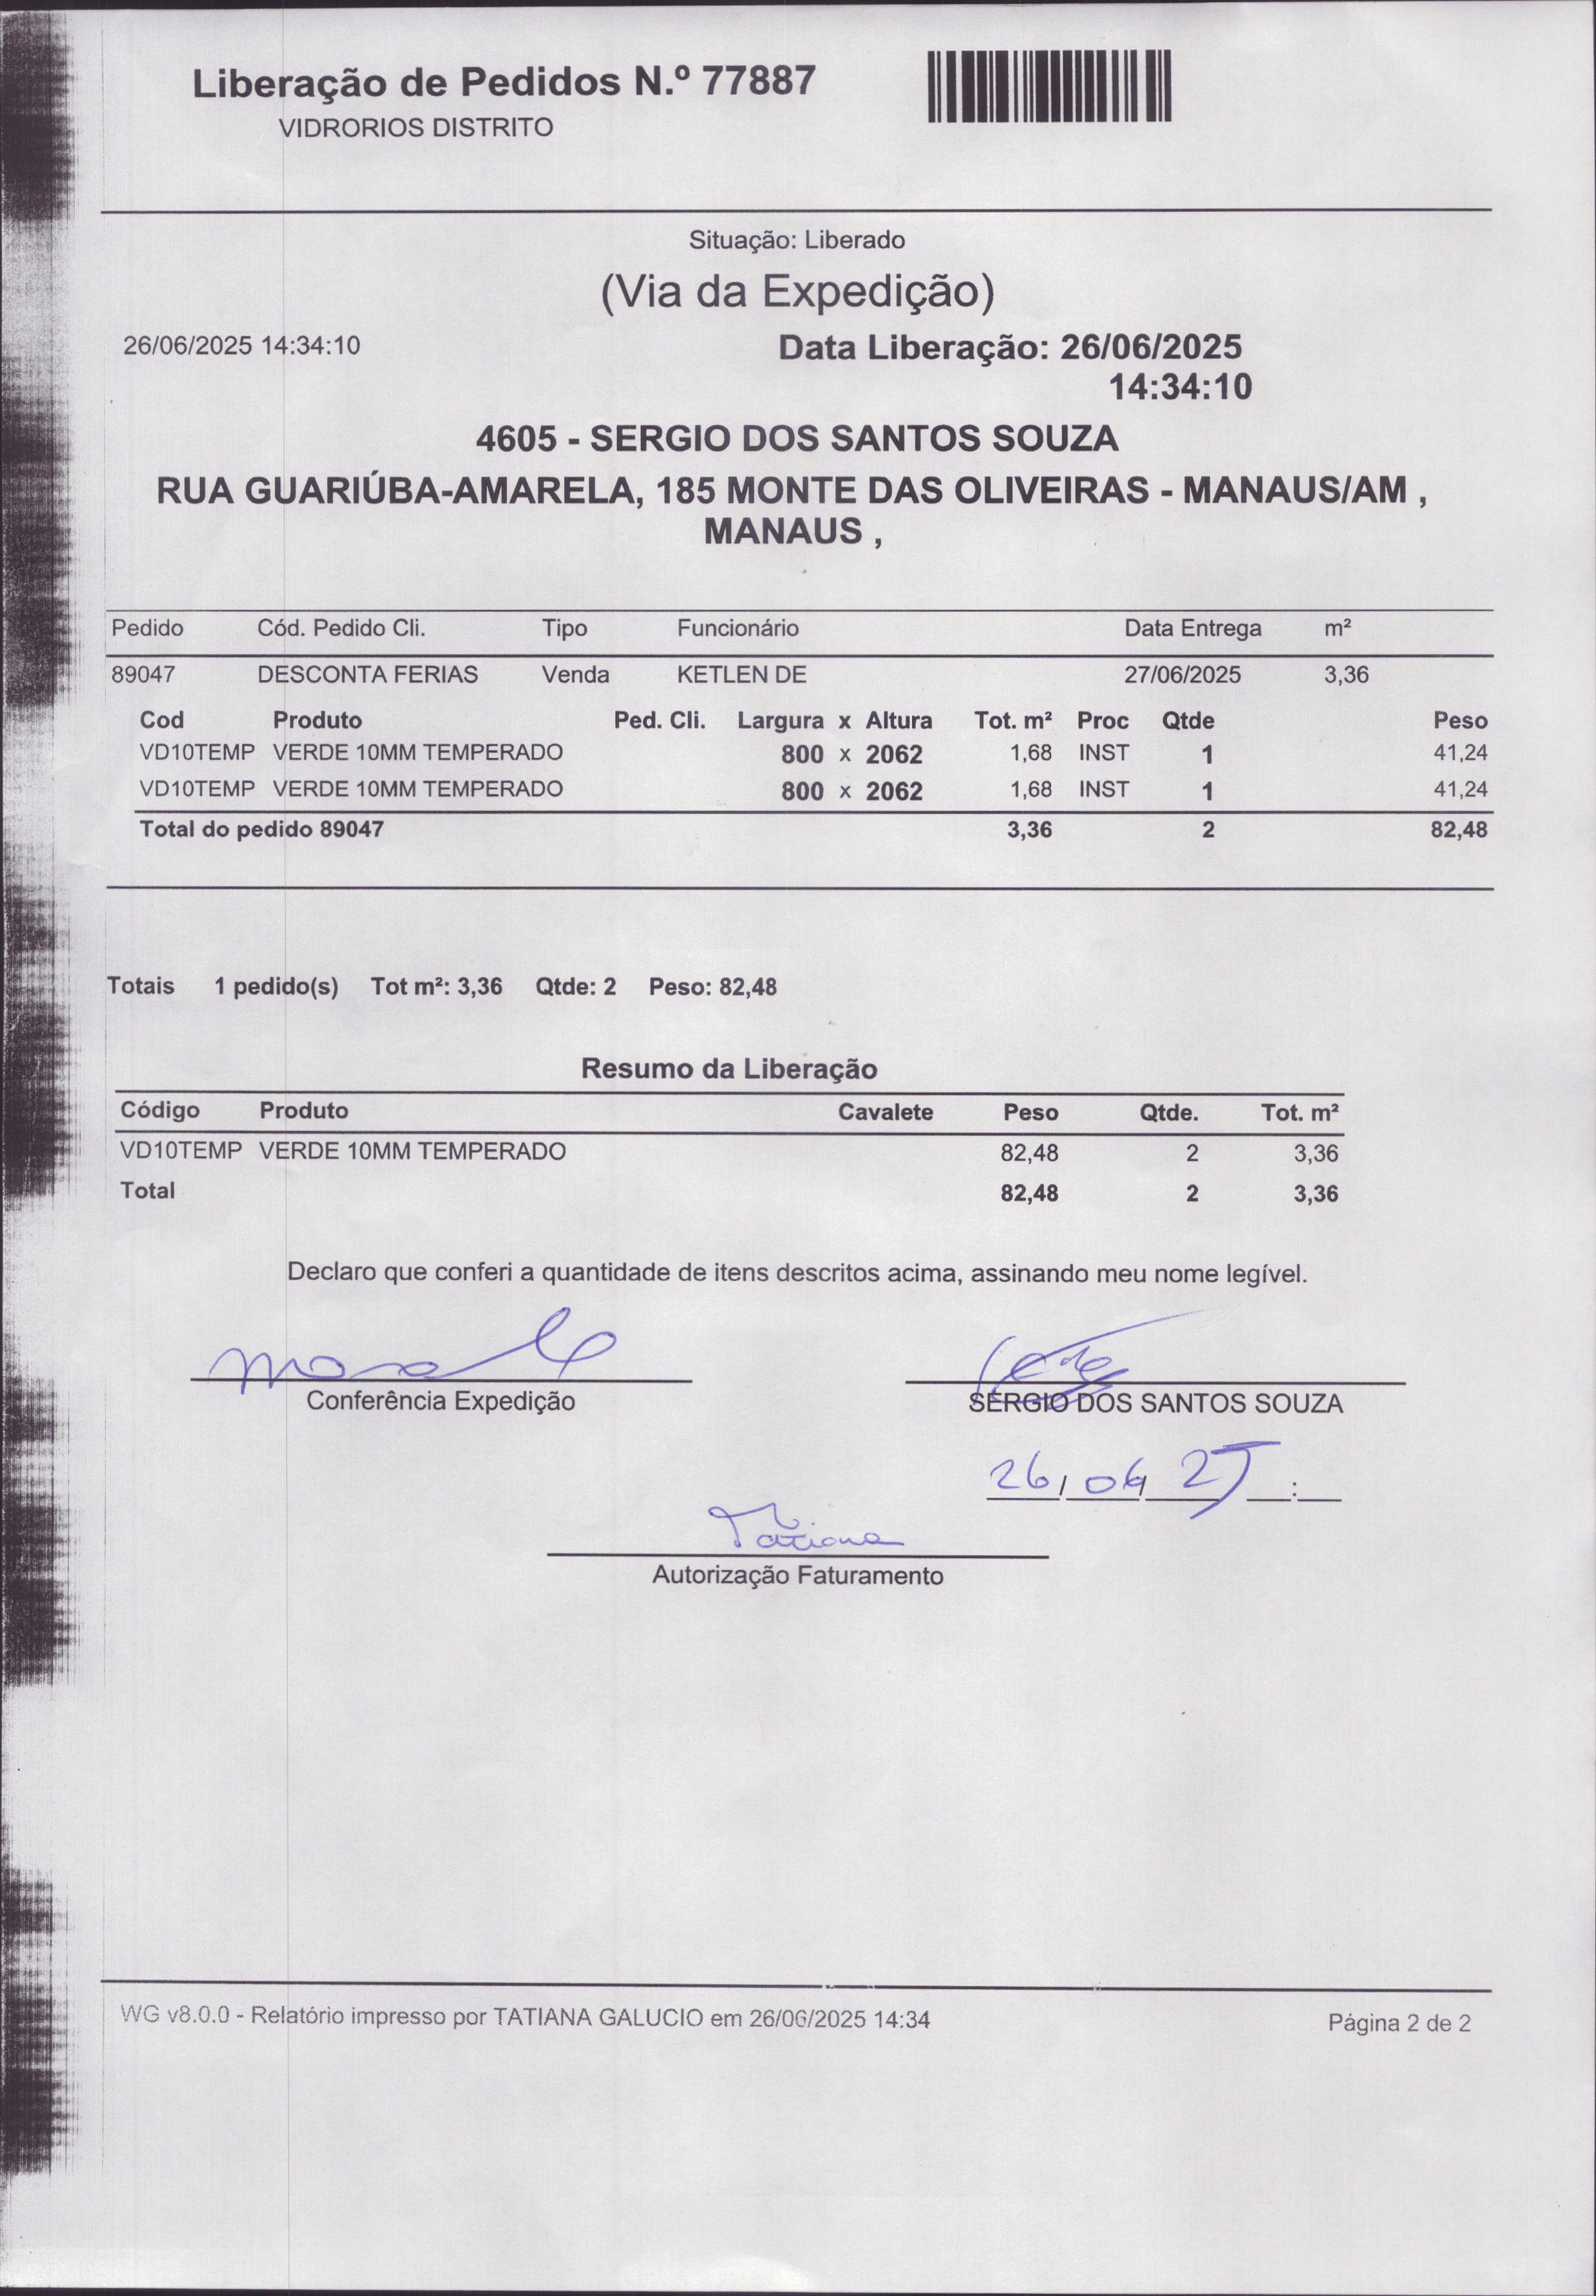 Liberação de Pedidos N.º 77887
VIDRORIOS DISTRITO
Situação: Liberado
(Via da Expedição)
26/06/2025 14:34:10 Data Liberação: 26/06/2025
14:34:10
4605 - SERGIO DOS SANTOS SOUZA
RUA GUARIÚBA-AMARELA, 185 MONTE DAS OLIVEIRAS - MANAUS/AM ,
MANAUS ,
Pedido Cód. Pedido Cli. Tipo Funcionário Data Entrega m²
89047 DESCONTA FERIAS Venda KETLEN DE 27/06/2025 3,36
Cod Produto Ped. Cli. Largura x Altura Tot. m² Proc Qtde Peso
VD10TEMP VERDE 10MM TEMPERADO 800 x 2062 1,68 INST 1 41,24
VD10TEMP VERDE 10MM TEMPERADO 800 x 2062 1,68 INST 1 41,24
Total do pedido 89047 3,36 2 82,48
Totais 1 pedido(s) Tot m²: 3,36 Qtde: 2 Peso: 82,48
Resumo da Liberação
Código Produto Cavalete Peso Qtde. Tot. m²
VD10TEMP VERDE 10MM TEMPERADO 82,48 2 3,36
Total 82,48 2 3,36
Declaro que conferi a quantidade de itens descritos acima, assinando meu nome legível.
Conferência Expedição SERGIO DOS SANTOS SOUZA
26/06/25 :
Tatiana
Autorização Faturamento
WG v8.0.0 - Relatório impresso por TATIANA GALUCIO em 26/06/2025 14:34 Página 2 de 2